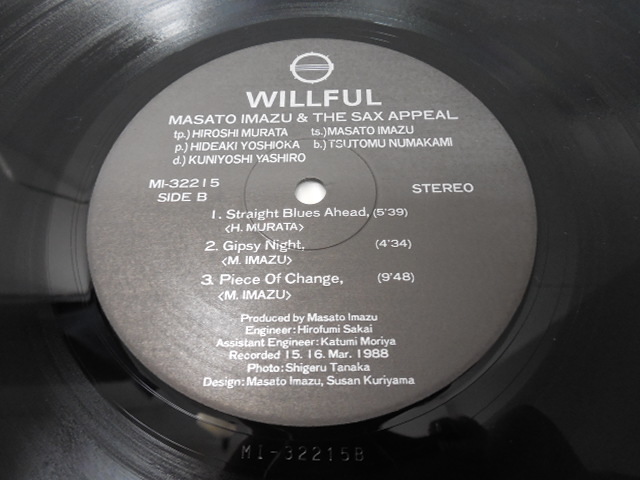 WILLFUL
MASATO IMAZU & THE SAX APPEAL
tp.) HIROSHI MURATA ts.) MASATO IMAZU
p.) HIDEAKI YOSHIOKA b.) TSUTOMU NUMAKAMI
d.) KUNIYOSHI YASHIRO
MI-32215
SIDE B
STEREO
1. Straight Blues Ahead, (5'39)
<H. MURATA>
2. Gipsy Night, (4'34)
<M. IMAZU>
3. Piece Of Change, (9'48)
<M. IMAZU>
Produced by Masato Imazu
Engineer: Hirofumi Sakai
Assistant Engineer: Katumi Moriya
Recorded 15. 16. Mar. 1988
Photo: Shigeru Tanaka
Design: Masato Imazu, Susan Kuriyama
MI-32215B